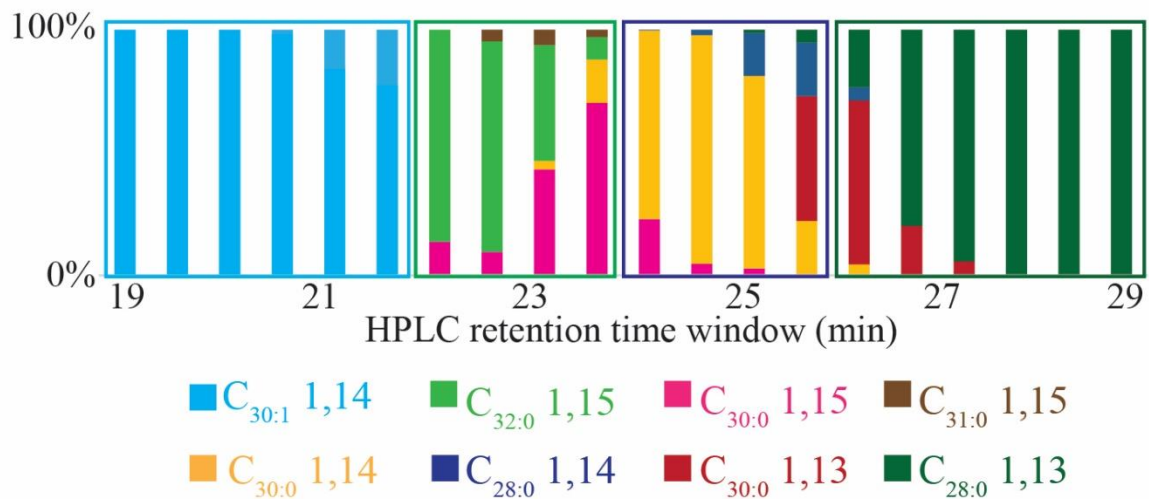 100%
0%
19 21 23 25 27 29
HPLC retention time window (min)
C30:1 1,14 C32:0 1,15 C30:0 1,15 C31:0 1,15
C30:0 1,14 C28:0 1,14 C30:0 1,13 C28:0 1,13